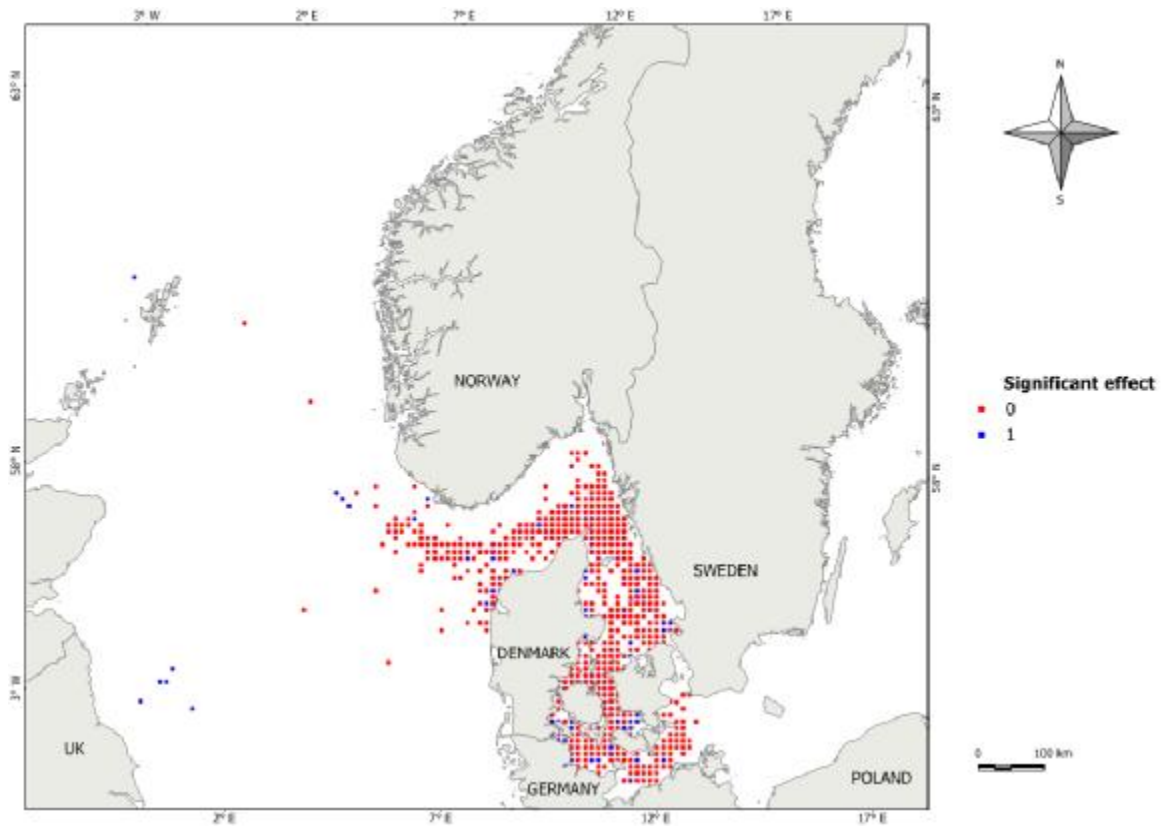 3° W 2° E 7° E 12° E 17° E
63° N
63° N
N
S
NORWAY
Significant effect
0
1
58° N
58° N
SWEDEN
DENMARK
3° W
UK
0 100 km
POLAND
GERMANY
2° E 7° E 12° E 17° E